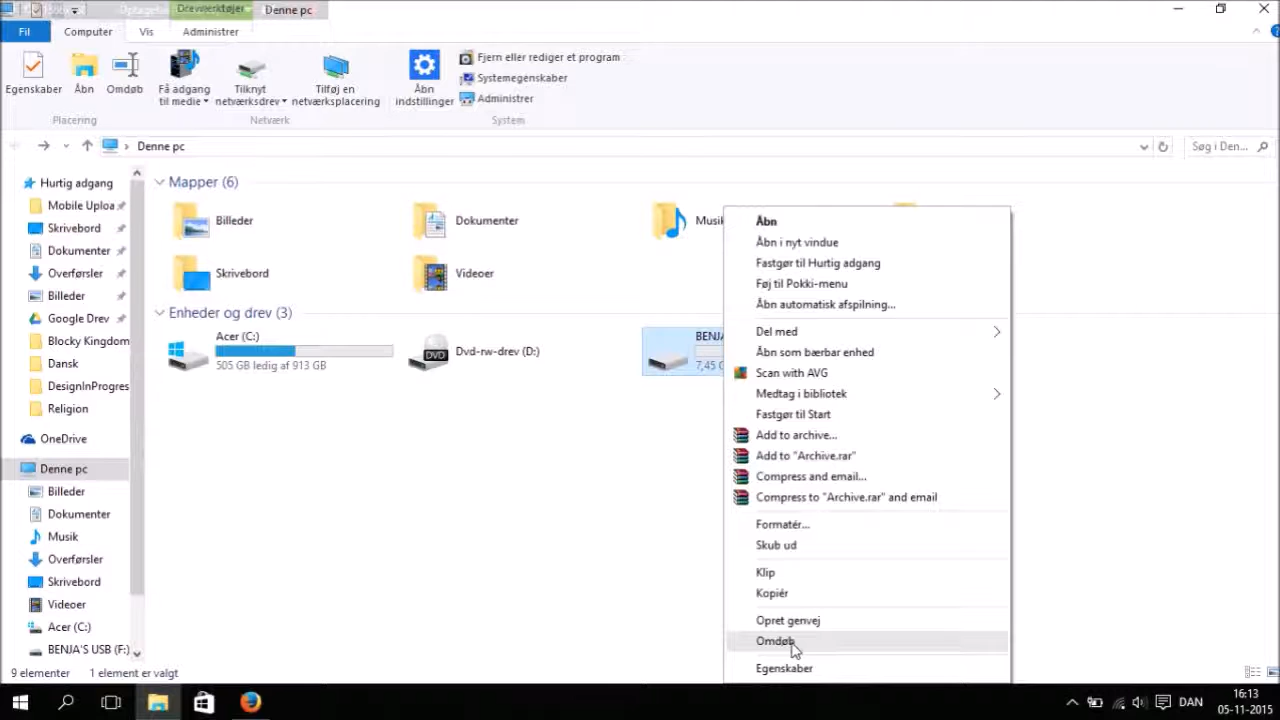 Drevværktøjer
Denne pc
Fil
Computer
Vis
Administrer
Egenskaber
Åbn
Omdøb
Få adgang
til medie
Tilknyt
netværksdrev
Tilføj en
netværksplacering
Åbn
indstillinger
Fjern eller rediger et program
Systemegenskaber
Administrer
Placering
Netværk
System
Denne pc
Søg i Den...
Hurtig adgang
Mobile Uploa
Skrivebord
Dokumenter
Overførsler
Billeder
Google Drev
Blocky Kingdom
Dansk
DesignInProgres
Religion
OneDrive
Denne pc
Billeder
Dokumenter
Musik
Overførsler
Skrivebord
Videoer
Acer (C:)
BENJA'S USB (F:)
Mapper (6)
Billeder
Dokumenter
Musik
Skrivebord
Videoer
Enheder og drev (3)
Acer (C:)
505 GB ledig af 913 GB
DVD
Dvd-rw-drev (D:)
BENJA
7,45 G
Åbn
Åbn i nyt vindue
Fastgør til Hurtig adgang
Føj til Pokki-menu
Åbn automatisk afspilning...
Del med
Åbn som bærbar enhed
Scan with AVG
Medtag i bibliotek
Fastgør til Start
Add to archive...
Add to "Archive.rar"
Compress and email...
Compress to "Archive.rar" and email
Formatér...
Skub ud
Klip
Kopiér
Opret genvej
Omdøb
Egenskaber
9 elementer
1 element er valgt
DAN
16:13
05-11-2015